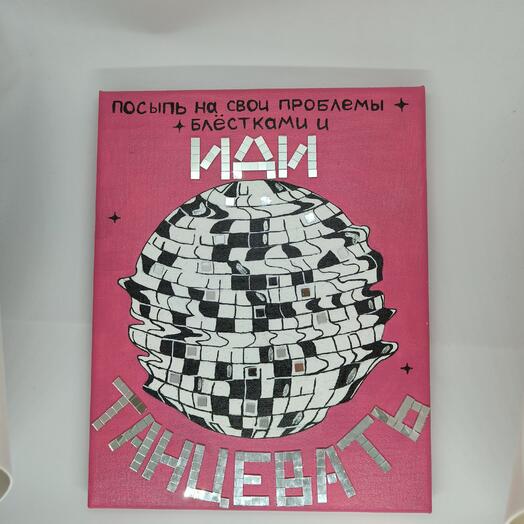 посыпь на свои проблемы
блёстками и
ИДИ
ТАНЦЕВАТЬ